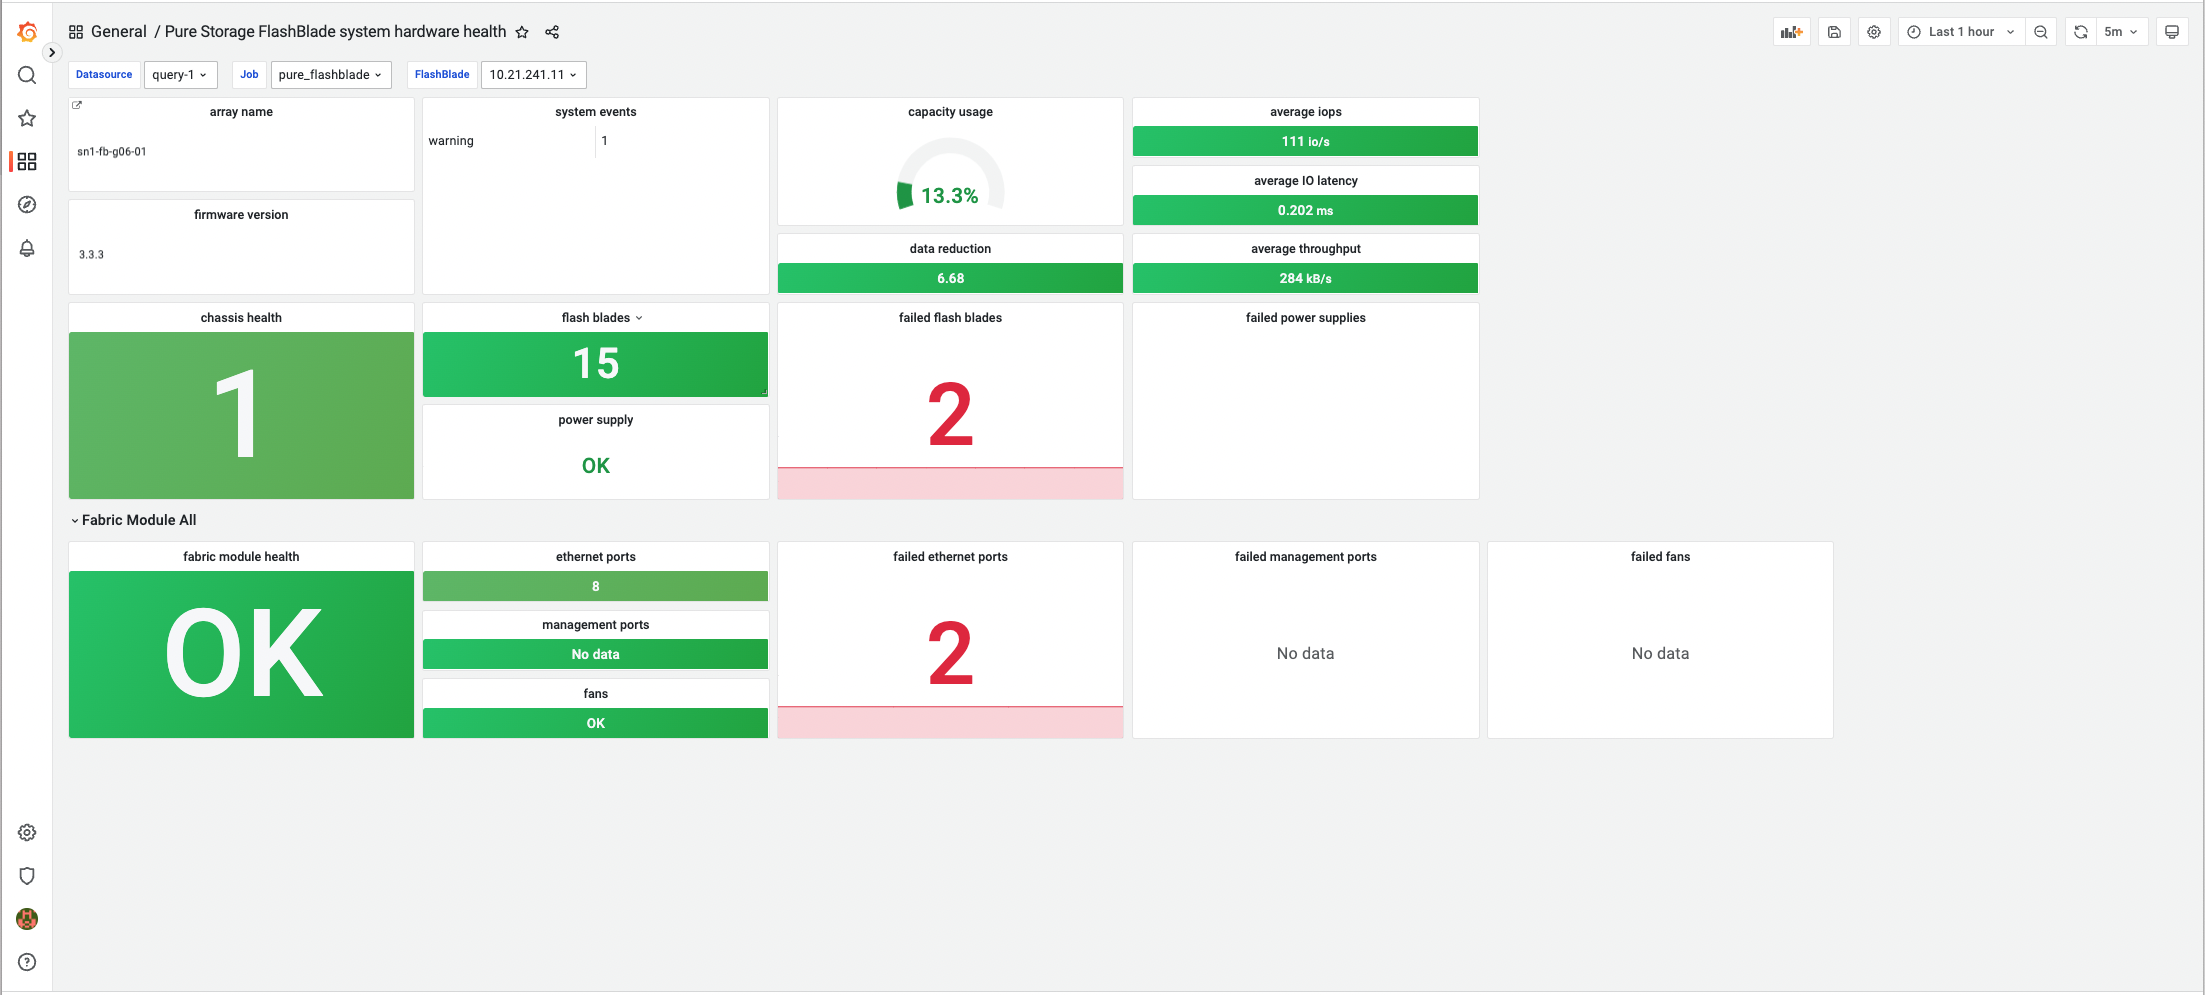 General / Pure Storage FlashBlade system hardware health
Last 1 hour
5m
Datasource query-1 Job pure_flashblade FlashBlade 10.21.241.11
array name
sn1-fb-g06-01
firmware version
3.3.3
system events
warning 1
capacity usage
13.3%
data reduction
6.68
average iops
111 io/s
average IO latency
0.202 ms
average throughput
284 kB/s
chassis health
1
flash blades
15
power supply
OK
failed flash blades
2
failed power supplies
Fabric Module All
fabric module health
OK
ethernet ports
8
management ports
No data
fans
OK
failed ethernet ports
2
failed management ports
No data
failed fans
No data